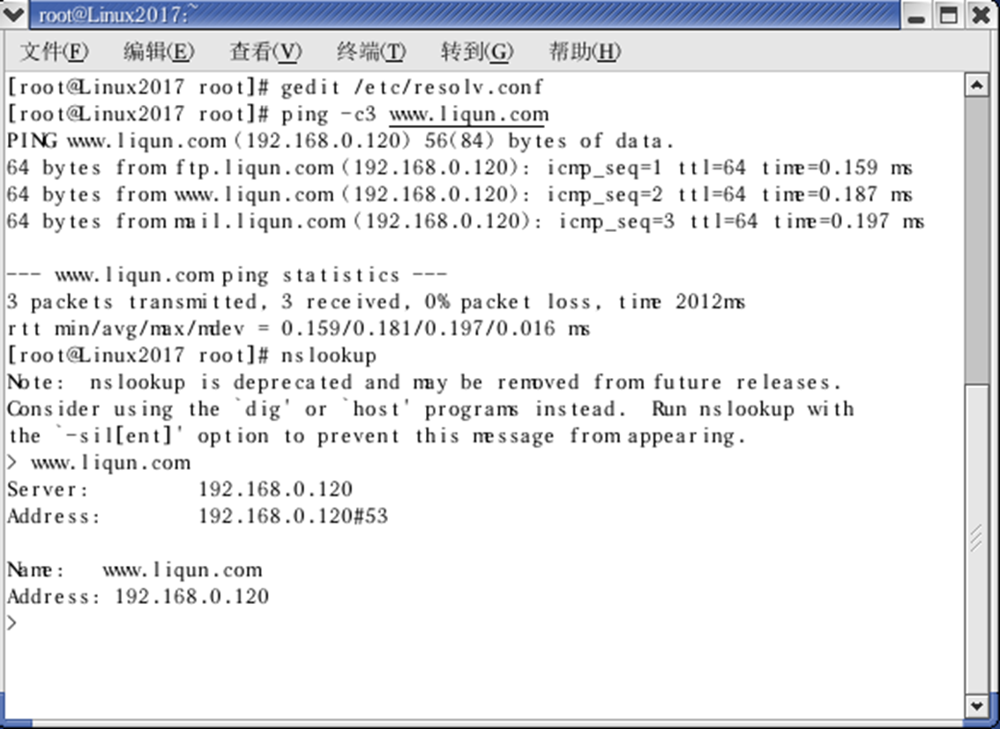 root@Linux2017:~
文件(F) 编辑(E) 查看(V) 终端(T) 转到(G) 帮助(H)
[root@Linux2017 root]# gedit /etc/resolv.conf
[root@Linux2017 root]# ping -c3 www.liqun.com
PING www.liqun.com (192.168.0.120) 56(84) bytes of data.
64 bytes from ftp.liqun.com (192.168.0.120): icmp_seq=1 ttl=64 time=0.159 ms
64 bytes from www.liqun.com (192.168.0.120): icmp_seq=2 ttl=64 time=0.187 ms
64 bytes from mail.liqun.com (192.168.0.120): icmp_seq=3 ttl=64 time=0.197 ms
--- www.liqun.com ping statistics ---
3 packets transmitted, 3 received, 0% packet loss, time 2012ms
rtt min/avg/max/mdev = 0.159/0.181/0.197/0.016 ms
[root@Linux2017 root]# nslookup
Note:  nslookup is deprecated and may be removed from future releases.
Consider using the `dig' or `host' programs instead.  Run nslookup with
the `-sil[ent]' option to prevent this message from appearing.
> www.liqun.com
Server:         192.168.0.120
Address:        192.168.0.120#53
Name:   www.liqun.com
Address: 192.168.0.120
>